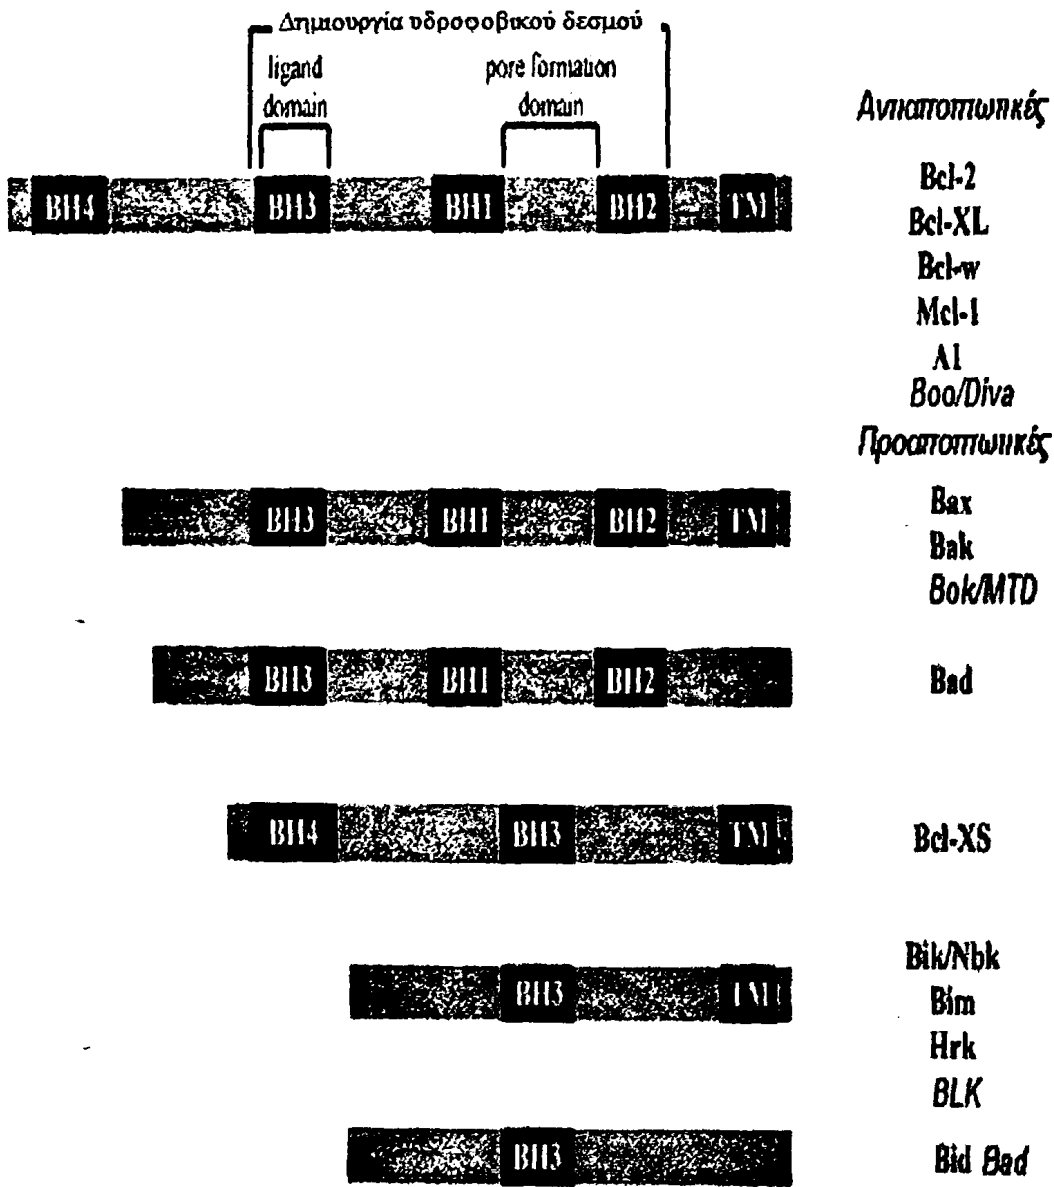 Δημιουργία υδροφοβικού δεσμού
ligand domain
pore formation domain
Αντιαποπτωτικές
BH4 BH3 BH1 BH2 TM
Bcl-2
Bcl-XL
Bcl-w
Mcl-1
A1
Boo/Diva
Προαποπτωτικές
BH3 BH1 BH2 TM
Bax
Bak
Bok/MTD
BH3 BH1 BH2
Bad
BH4 BH3 TM
Bcl-XS
BH3 TM
Bik/Nbk
Bim
Hrk
BLK
BH3
Bid Bad